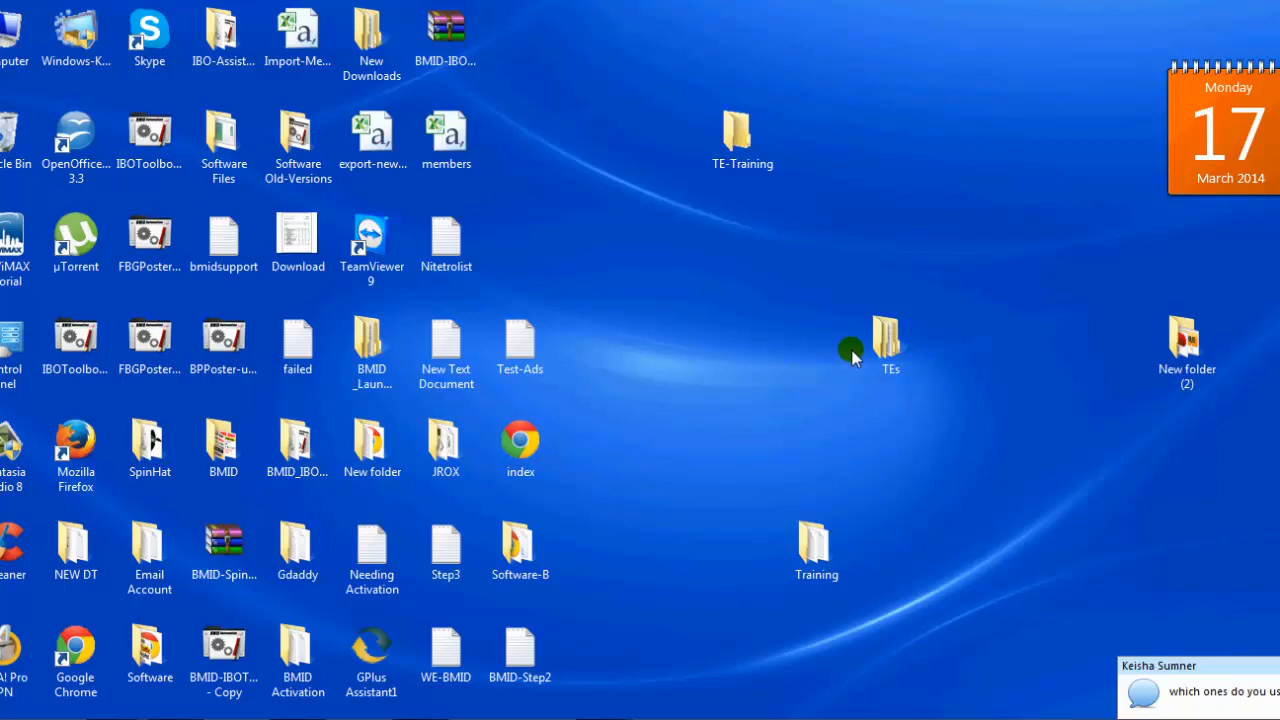 puter
Windows-K...
Skype
IBO-Assist...
Import-Me...
New
Downloads
BMID-IBO...
cle Bin
OpenOffice...
3.3
IBOToolbo...
Software
Files
Software
Old-Versions
export-new...
members
TE-Training
Monday
17
March 2014
ViMAX
orial
µTorrent
FBGPoster...
bmidsupport
Download
TeamViewer
9
Nitetrolist
ntrol
nel
IBOToolbo...
FBGPoster...
BPPoster-u...
failed
BMID
_Laun...
New Text
Document
Test-Ads
TEs
New folder
(2)
ntasia
dio 8
Mozilla
Firefox
SpinHat
BMID
BMID_IBO...
New folder
JROX
index
eaner
NEW DT
Email
Account
BMID-Spin...
Gdaddy
Needing
Activation
Step3
Software-B
Training
A! Pro
PN
Google
Chrome
Software
BMID-IBOT...
- Copy
BMID
Activation
GPlus
Assistant1
WE-BMID
BMID-Step2
Keisha Sumner
which ones do you us